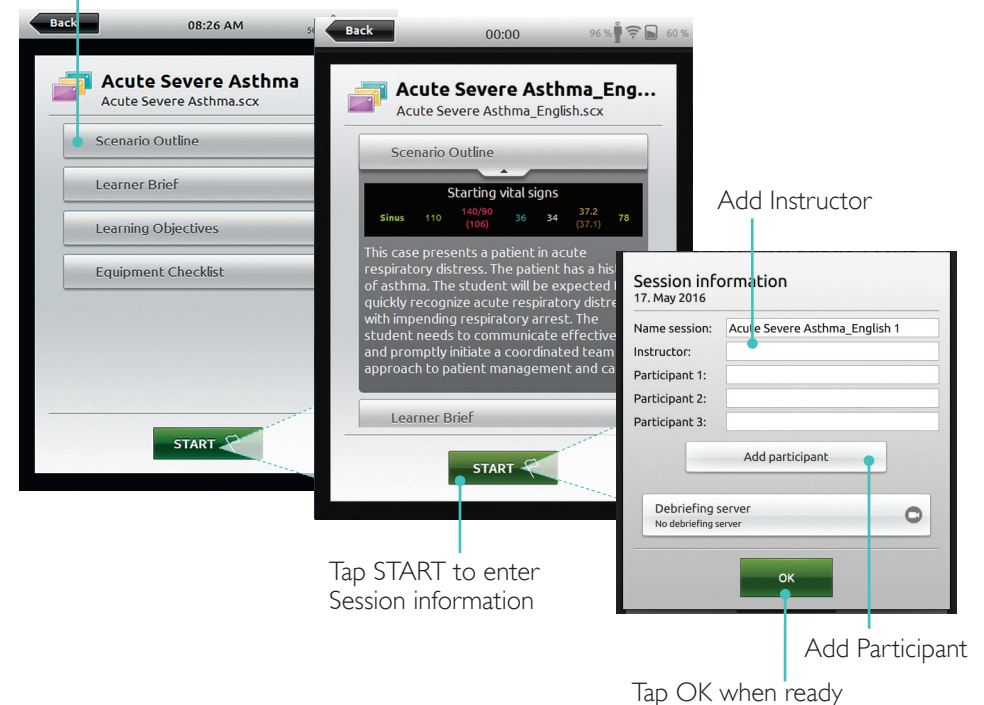 Back
08:26 AM
Acute Severe Asthma
Acute Severe Asthma.scx
Scenario Outline
Learner Brief
Learning Objectives
Equipment Checklist
START
Back
00:00
96 %
60 %
Acute Severe Asthma_Eng...
Acute Severe Asthma_English.scx
Scenario Outline
Starting vital signs
Sinus 110 140/90 (106) 36 34 37.2 (37.1) 78
This case presents a patient in acute
respiratory distress. The patient has a
of asthma. The student will be expected
quickly recognize acute respiratory
with impending respiratory arrest. The
student needs to communicate
and promptly initiate a coordinated team
approach to patient management and
Learner Brief
START
Tap START to enter
Session information
Add Instructor
Session information
17. May 2016
Name session: Acute Severe Asthma_English 1
Instructor:
Participant 1:
Participant 2:
Participant 3:
Add participant
Debriefing server
No debriefing server
OK
Add Participant
Tap OK when ready